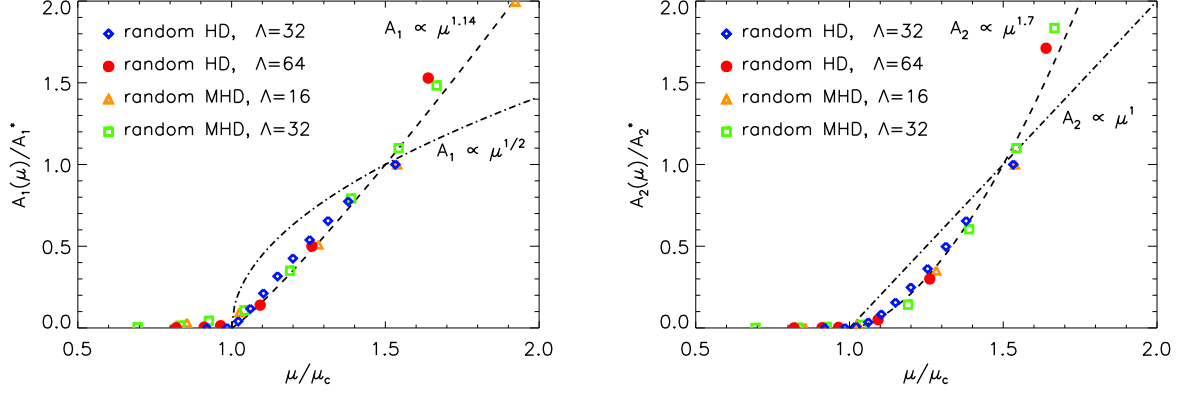 2.0
1.5
1.0
0.5
0.0
A₁(μ)/A₁*
random HD, Λ=32
random HD, Λ=64
random MHD, Λ=16
random MHD, Λ=32
A₁ ∝ μ^1.14
A₁ ∝ μ^1/2
0.5 1.0 1.5 2.0
μ/μ_c
2.0
1.5
1.0
0.5
0.0
A₂(μ)/A₂*
random HD, Λ=32
random HD, Λ=64
random MHD, Λ=16
random MHD, Λ=32
A₂ ∝ μ^1.7
A₂ ∝ μ^1
0.5 1.0 1.5 2.0
μ/μ_c